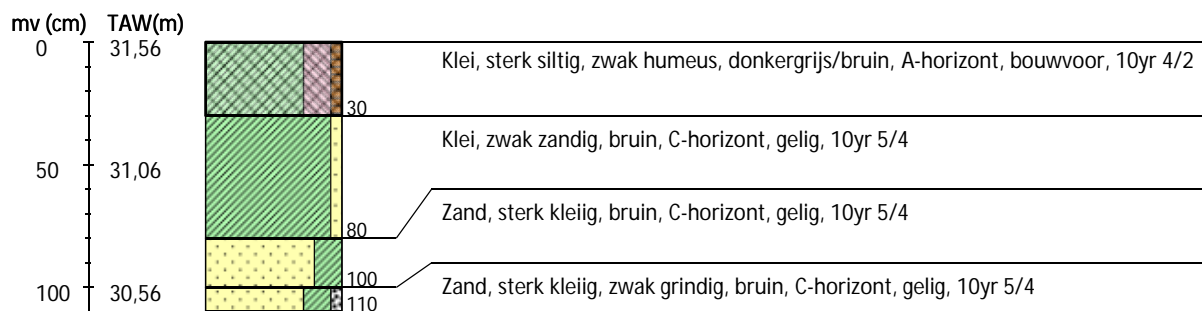 mv (cm) TAW(m)
0 31,56
Klei, sterk siltig, zwak humeus, donkergrijs/bruin, A-horizont, bouwvoor, 10yr 4/2
30
Klei, zwak zandig, bruin, C-horizont, gelig, 10yr 5/4
50 31,06
Zand, sterk kleiig, bruin, C-horizont, gelig, 10yr 5/4
80
100
Zand, sterk kleiig, zwak grindig, bruin, C-horizont, gelig, 10yr 5/4
100 30,56
110